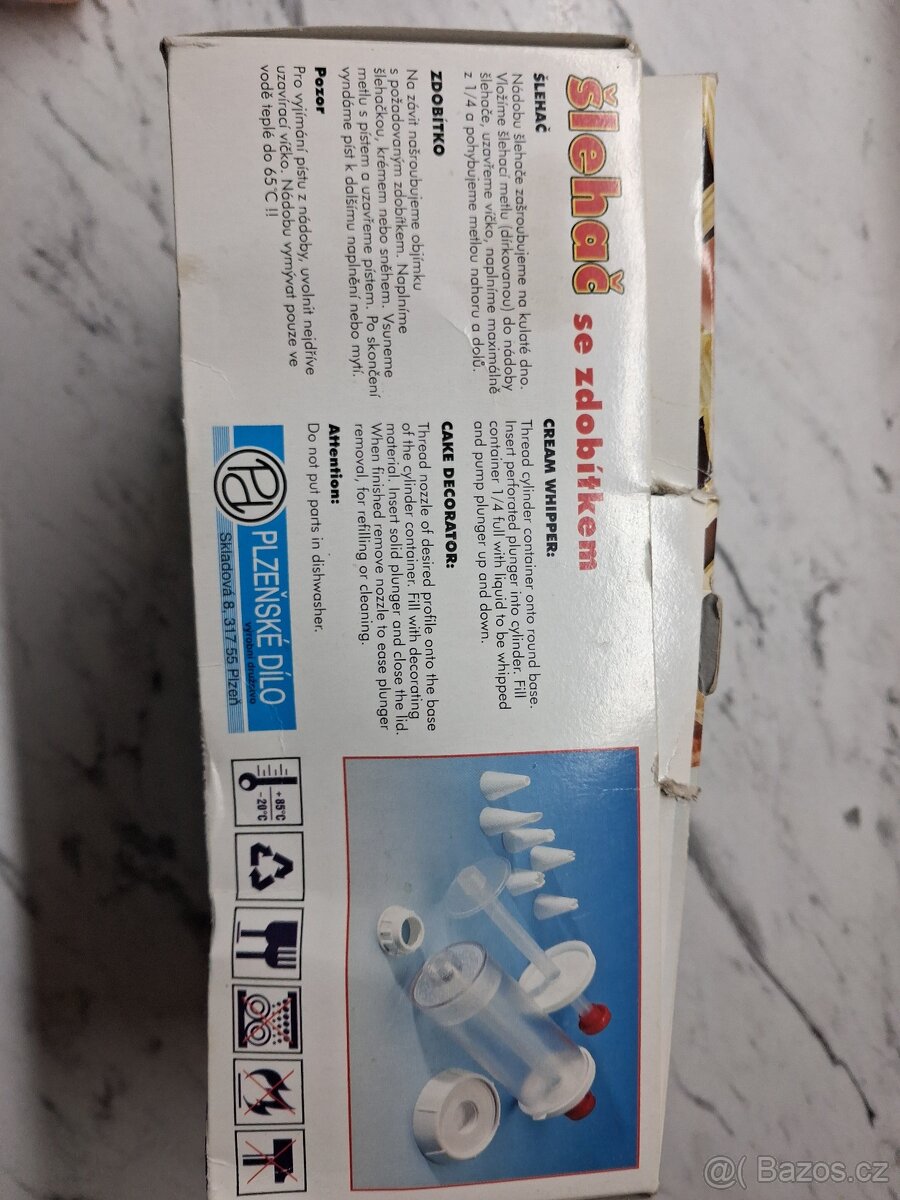 Šlehač se zdobítkem
ŠLEHAČ
Nádobu šlehače zašroubujeme na kulaté dno.
Vložíme šlehací metlu (dírkovanou) do nádoby
šlehače, uzavřeme víčko, naplníme maximálně
z 1/4 a pohybujeme metlou nahoru a dolů.
ZDOBÍTKO
Na závit našroubujeme objímku
s požadovaným zdobítkem. Naplníme
šlehačkou, krémem nebo sněhem. Vsuneme
metlu s pístem a uzavřeme pístem. Po skončení
vyndáme píst k dalšímu naplnění nebo mytí.
Pozor
Pro vyjímání pístu z nádoby, uvolnit nejdříve
uzavírací víčko. Nádobu vymývat pouze ve
vodě teplé do 65°C !!
CREAM WHIPPER:
Thread cylinder container onto round base.
Insert perforated plunger into cylinder. Fill
container 1/4 full with liquid to be whipped
and pump plunger up and down.
CAKE DECORATOR:
Thread nozzle of desired profile onto the base
of the cylinder container. Fill with decorating
material. Insert solid plunger and close the lid.
When finished remove nozzle to ease plunger
removal, for refilling or cleaning.
Attention:
Do not put parts in dishwasher.
PLZEŇSKÉ DÍLO
výrobní družstvo
Skladová 8, 317 55 Plzeň
+85°C
-20°C
@( Bazos.cz